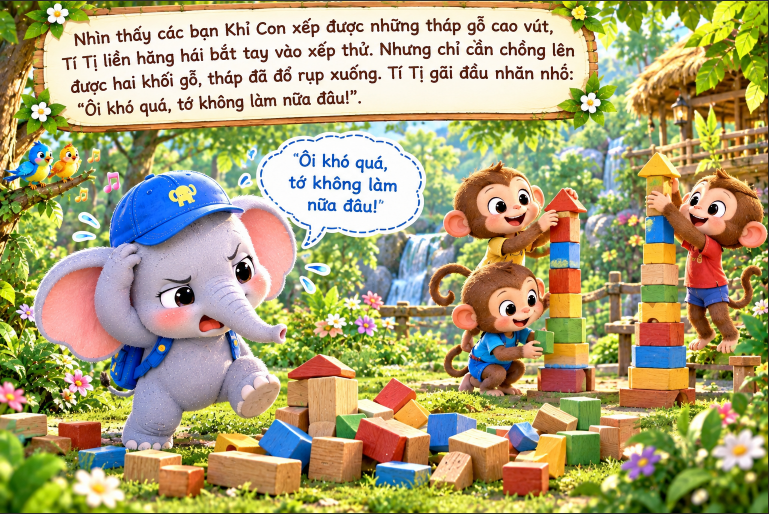 Nhìn thấy các bạn Khỉ Con xếp được những tháp gỗ cao vút,
Tí Tị liền hăng hái bắt tay vào xếp thử. Nhưng chỉ cần chồng lên
được hai khối gỗ, tháp đã đổ rụp xuống. Tí Tị gãi đầu nhăn nhó:
“Ôi khó quá, tớ không làm nữa đâu!”.
“Ôi khó quá,
tớ không làm
nữa đâu!”